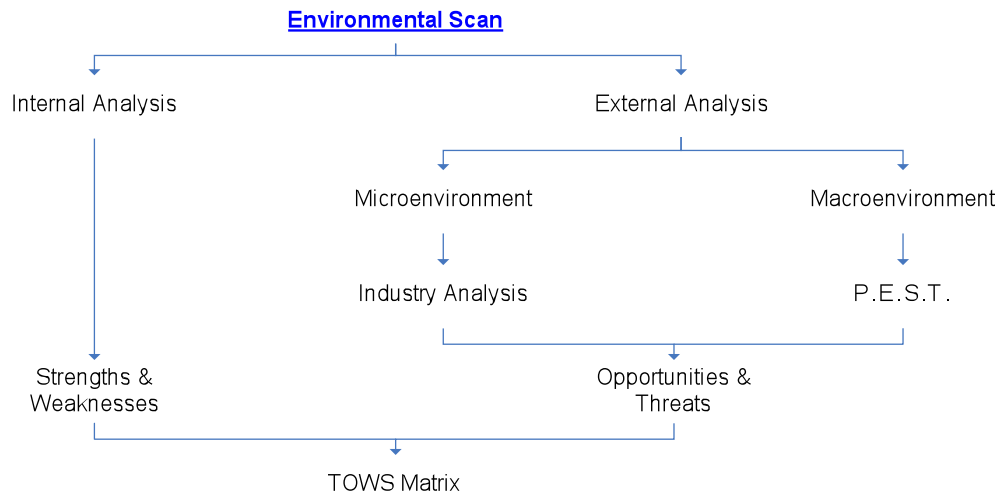 Environmental Scan
Internal Analysis
External Analysis
Microenvironment
Macroenvironment
Industry Analysis
P.E.S.T.
Strengths &
Weaknesses
Opportunities &
Threats
TOWS Matrix